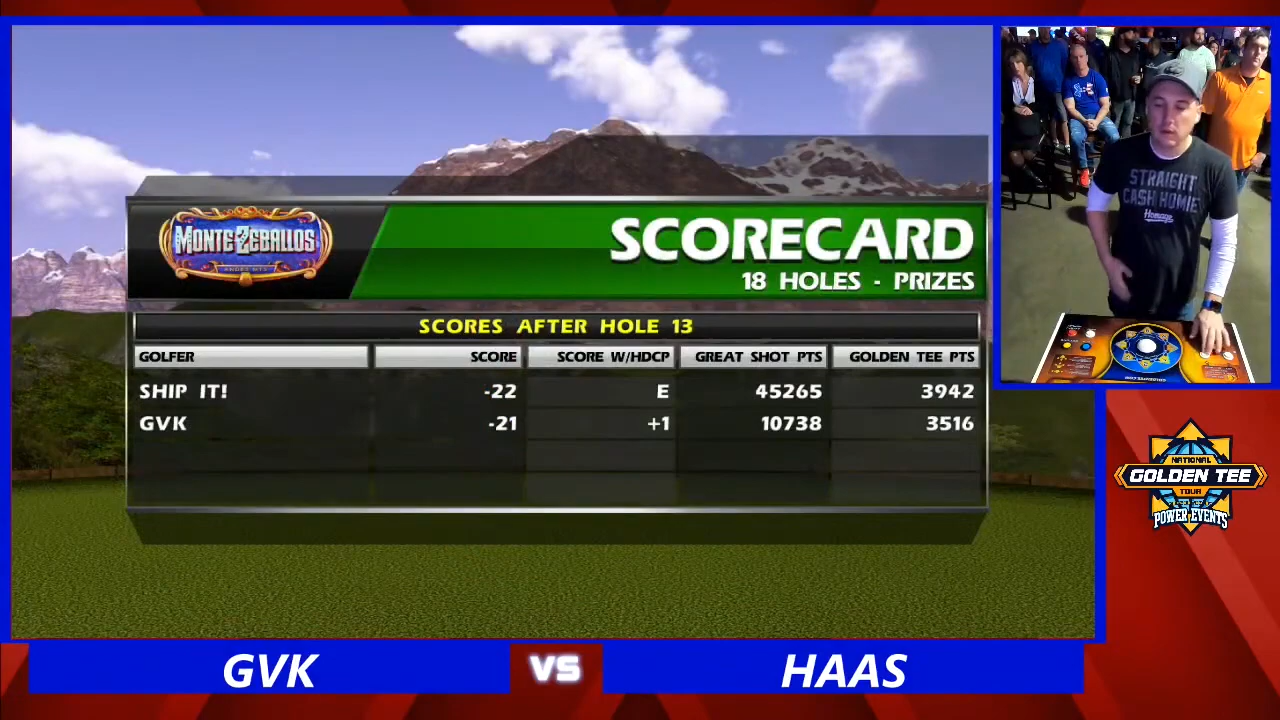 MONTEZEBALLOS
SCORECARD
18 HOLES - PRIZES
SCORES AFTER HOLE 13
GOLFER SCORE SCORE W/HDCP GREAT SHOT PTS GOLDEN TEE PTS
SHIP IT! -22 E 45265 3942
GVK -21 +1 10738 3516
STRAIGHT
CASH HOMIE
Homage
NATIONAL
GOLDEN TEE
TOUR
POWER EVENTS
GVK VS HAAS